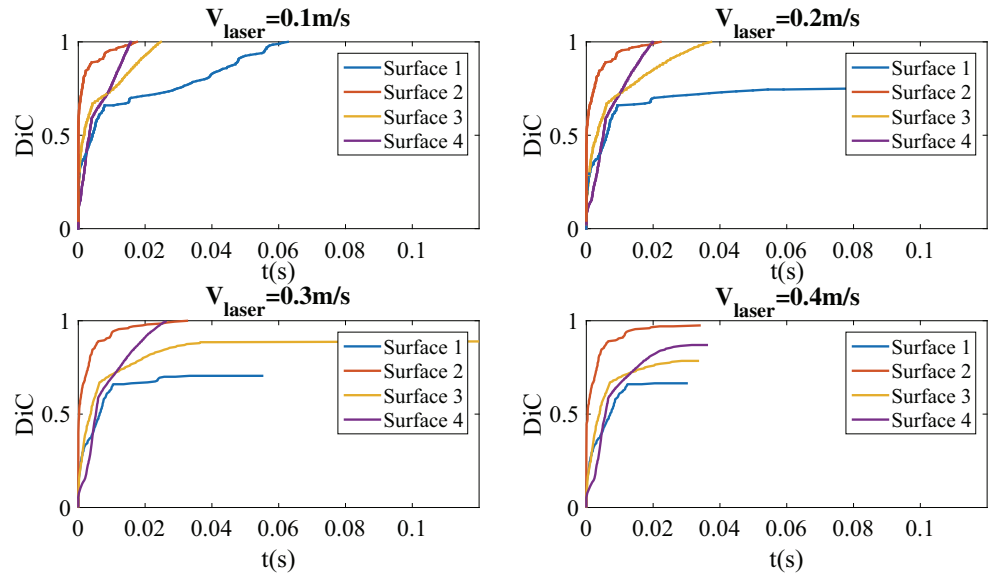 V_laser=0.1m/s
1
0.5
0
DiC
0 0.02 0.04 0.06 0.08 0.1
t(s)
Surface 1
Surface 2
Surface 3
Surface 4
V_laser=0.2m/s
1
0.5
0
DiC
0 0.02 0.04 0.06 0.08 0.1
t(s)
Surface 1
Surface 2
Surface 3
Surface 4
V_laser=0.3m/s
1
0.5
0
DiC
0 0.02 0.04 0.06 0.08 0.1
t(s)
Surface 1
Surface 2
Surface 3
Surface 4
V_laser=0.4m/s
1
0.5
0
DiC
0 0.02 0.04 0.06 0.08 0.1
t(s)
Surface 1
Surface 2
Surface 3
Surface 4